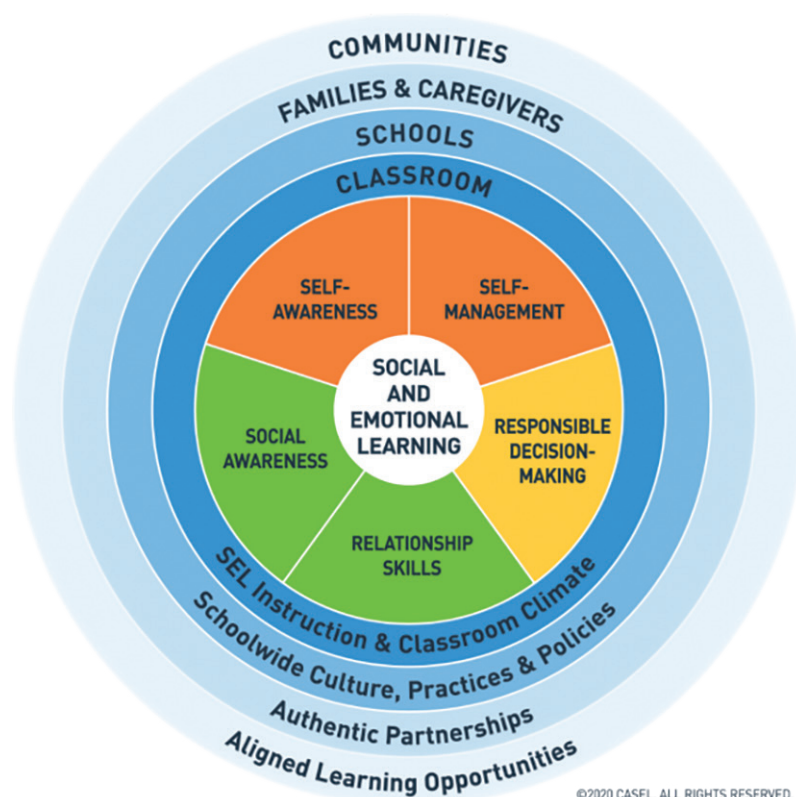 COMMUNITIES
FAMILIES & CAREGIVERS
SCHOOLS
CLASSROOM
SELF-
AWARENESS
SELF-
MANAGEMENT
SOCIAL
AND
EMOTIONAL
LEARNING
SOCIAL
AWARENESS
RESPONSIBLE
DECISION-
MAKING
RELATIONSHIP
SKILLS
SEL Instruction & Classroom Climate
Schoolwide Culture, Practices & Policies
Authentic Partnerships
Aligned Learning Opportunities
©2020 CASEL. ALL RIGHTS RESERVED.